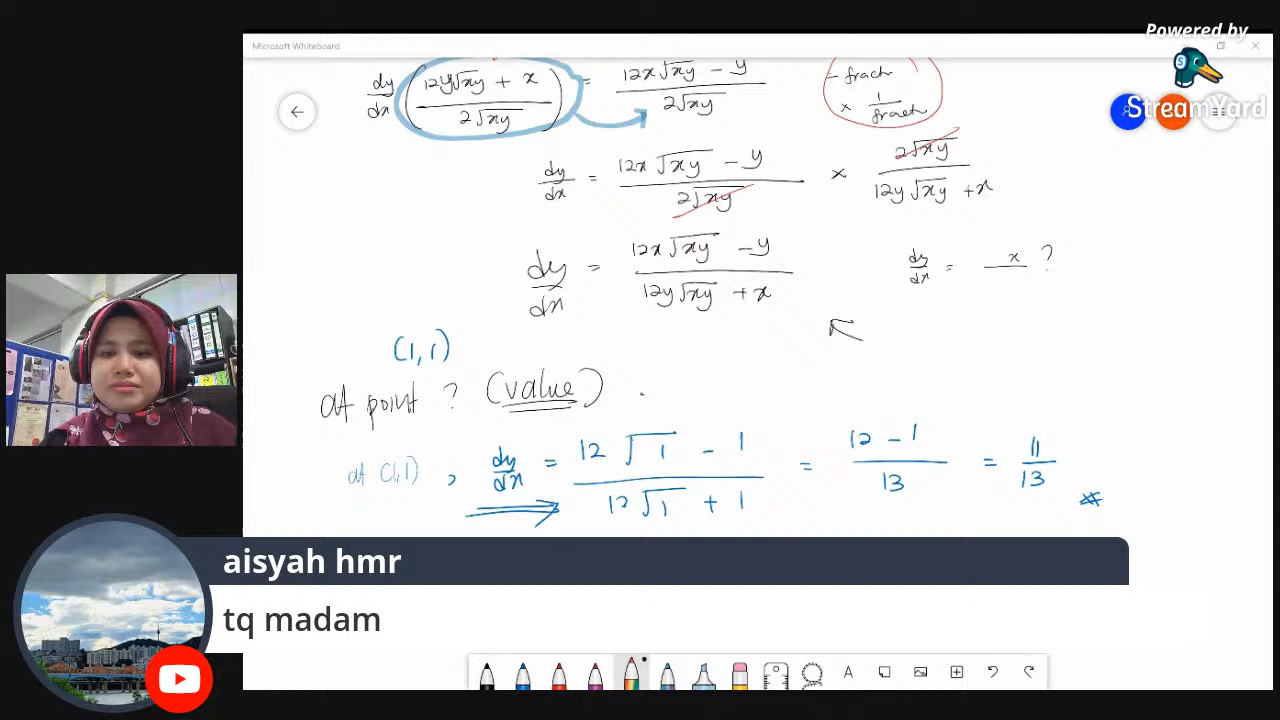 Powered by
StreamYard
Microsoft Whiteboard
dy/dx ( (12y√xy + x) / (2√xy) ) = (12x√xy − y) / (2√xy)
− fractn
× 1/fractn
dy/dx = (12x√xy − y) / (2√xy) × (2√xy) / (12y√xy + x)
dy/dx = (12x√xy − y) / (12y√xy + x)
dy/dx = x/ ?
(1,1)
at point ? (value)
at (1,1) , dy/dx = (12√1 − 1) / (12√1 + 1) = (12 − 1) / 13 = 11/13
aisyah hmr
tq madam